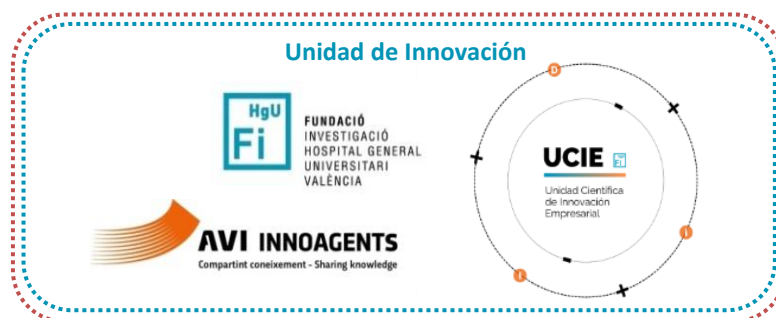 Unidad de Innovación
HgU
Fi
FUNDACIÓ
INVESTIGACIÓ
HOSPITAL GENERAL
UNIVERSITARI
VALÈNCIA
AVI INNOAGENTS
Compartint coneixement - Sharing knowledge
D
UCIE
Fi
Unidad Científica
de Innovación
Empresarial